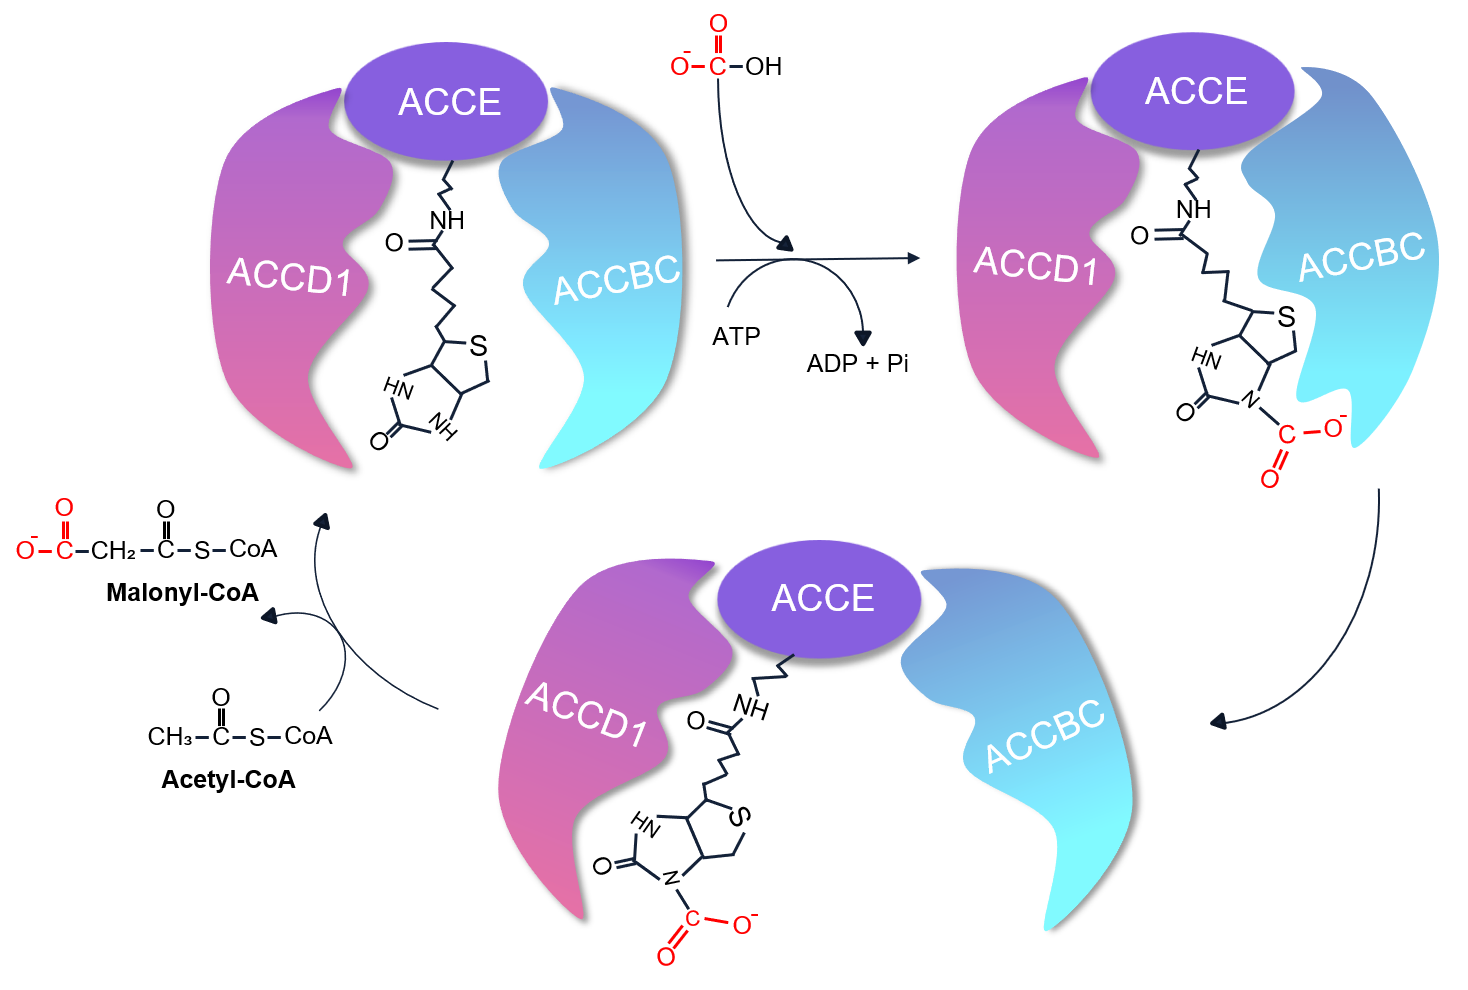 O
O⁻ C OH
ACCE
ACCD1
ACCBC
NH
O
S
HN
NH
O
ATP
ADP + Pi
ACCE
ACCD1
ACCBC
NH
O
S
HN
N
O
C O⁻
O
O O
O⁻ C CH₂ C S CoA
Malonyl-CoA
O
CH₃ C S CoA
Acetyl-CoA
ACCE
ACCD1
ACCBC
NH
O
HN
S
O
N
C O⁻
O